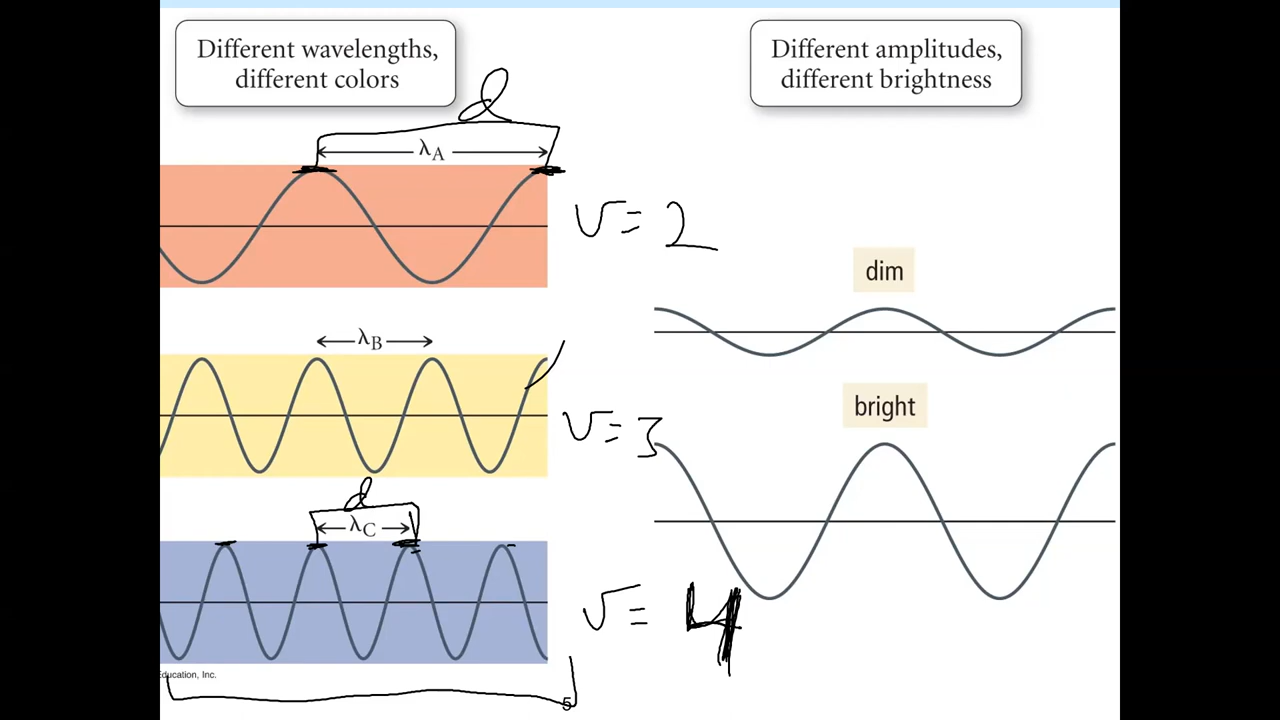 Different wavelengths,
different colors
d
λA
ν = 2
λB
ν = 3
d
λC
ν = 4
Education, Inc.
5
Different amplitudes,
different brightness
dim
bright